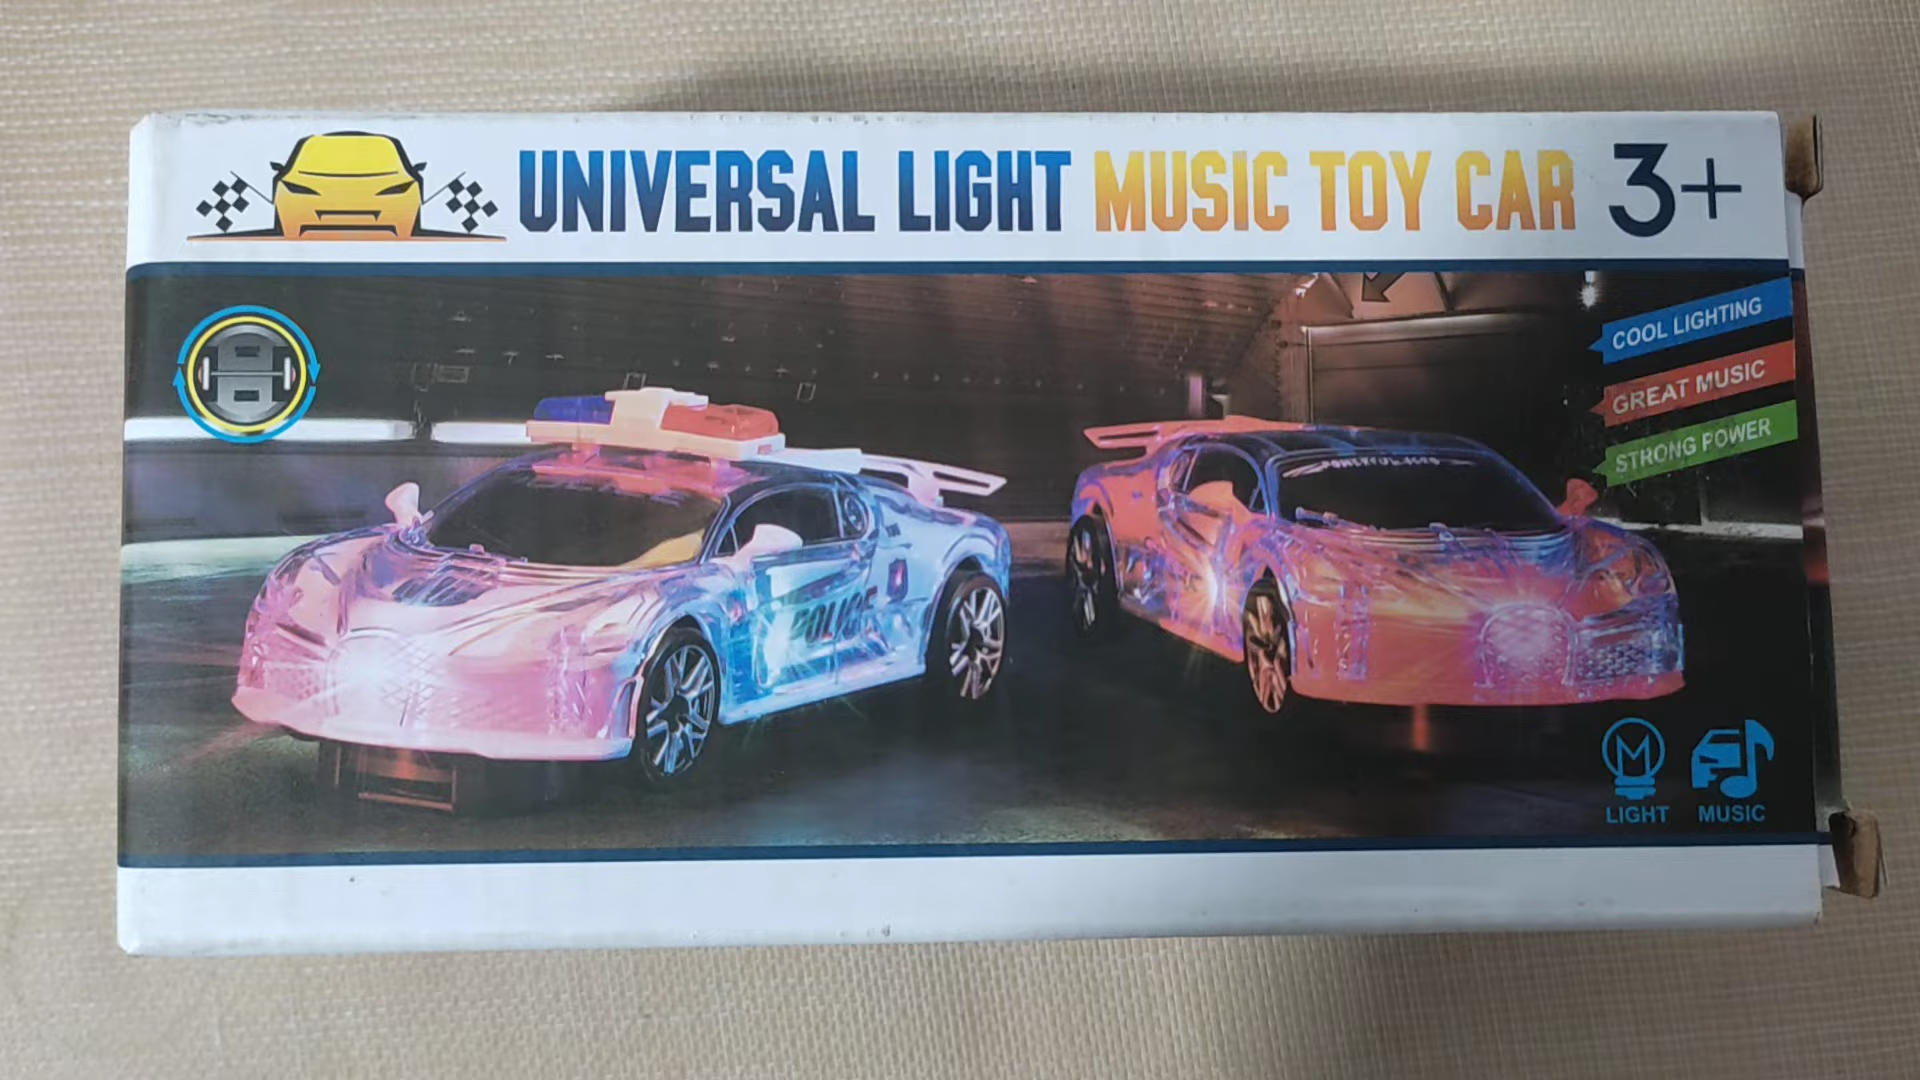 UNIVERSAL LIGHT MUSIC TOY CAR 3+
COOL LIGHTING
GREAT MUSIC
STRONG POWER
POLICE
LIGHT
MUSIC